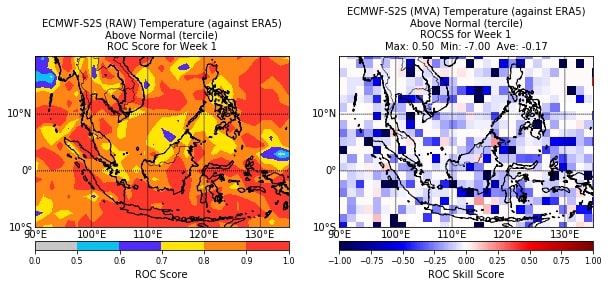 ECMWF-S2S (RAW) Temperature (against ERA5)
Above Normal (tercile)
ROC Score for Week 1
10°N
0°
10°S
90°E 100°E 110°E 120°E 130°E
0.0 0.5 0.6 0.7 0.8 0.9 1.0
ROC Score
ECMWF-S2S (MVA) Temperature (against ERA5)
Above Normal (tercile)
ROCSS for Week 1
Max: 0.50 Min: -7.00 Ave: -0.17
10°N
0°
10°S
90°E 100°E 110°E 120°E 130°E
−1.00 −0.75 −0.50 −0.25 0.00 0.25 0.50 0.75 1.00
ROC Skill Score